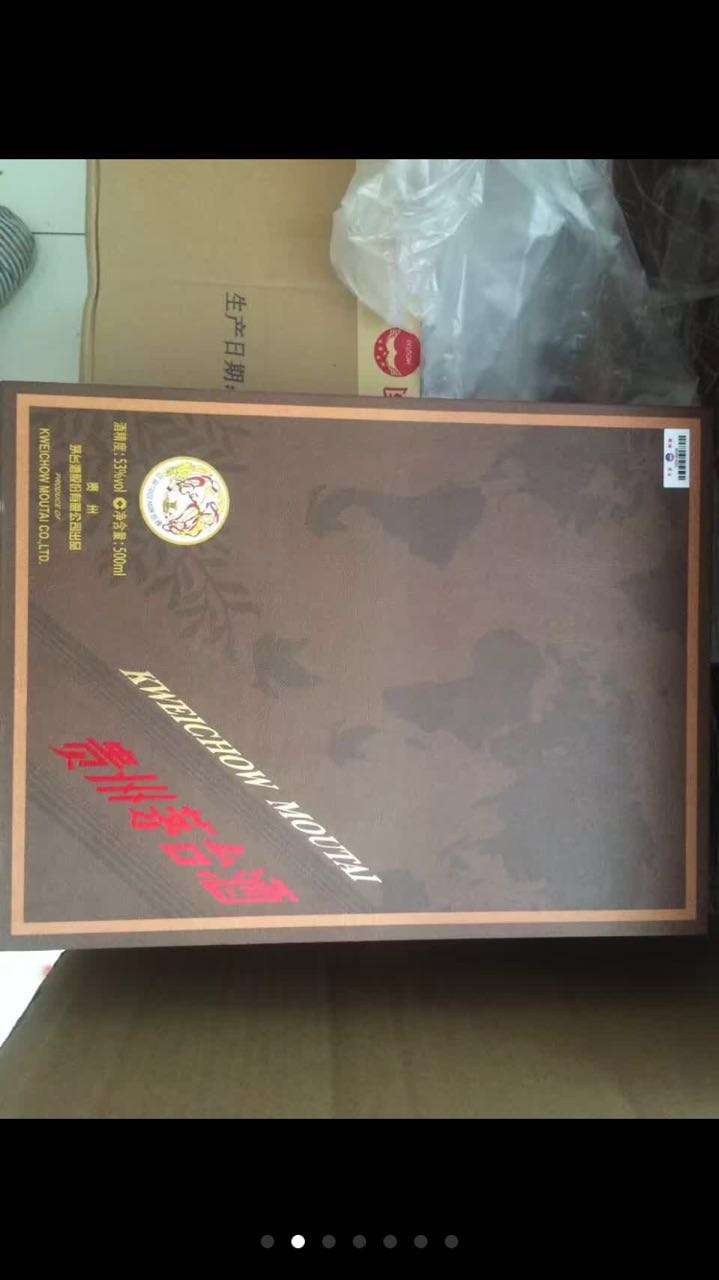 生产日期:
酒精度:53%vol 净含量:500ml
贵州
茅台酒股份有限公司出品
PRODUCE OF
KWEICHOW MOUTAI CO.,LTD.
KWEICHOW MOUTAI
贵州茅台酒